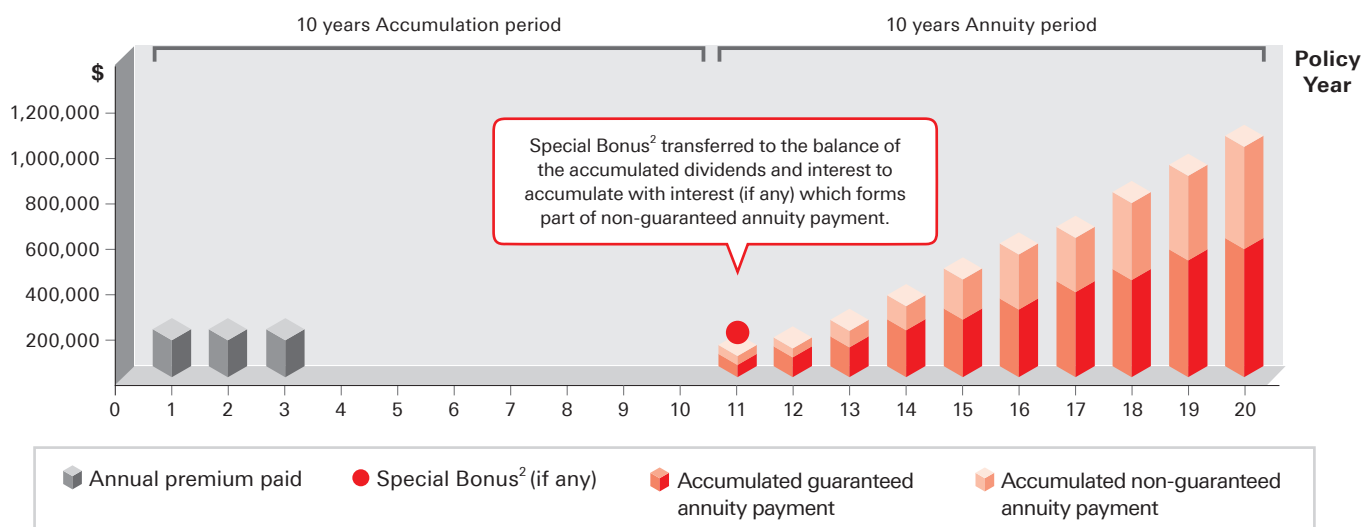 10 years Accumulation period
10 years Annuity period
Policy
Year
$
1,200,000
1,000,000
800,000
600,000
400,000
200,000
Special Bonus² transferred to the balance of
the accumulated dividends and interest to
accumulate with interest (if any) which forms
part of non-guaranteed annuity payment.
0 1 2 3 4 5 6 7 8 9 10 11 12 13 14 15 16 17 18 19 20
Annual premium paid
Special Bonus² (if any)
Accumulated guaranteed
annuity payment
Accumulated non-guaranteed
annuity payment